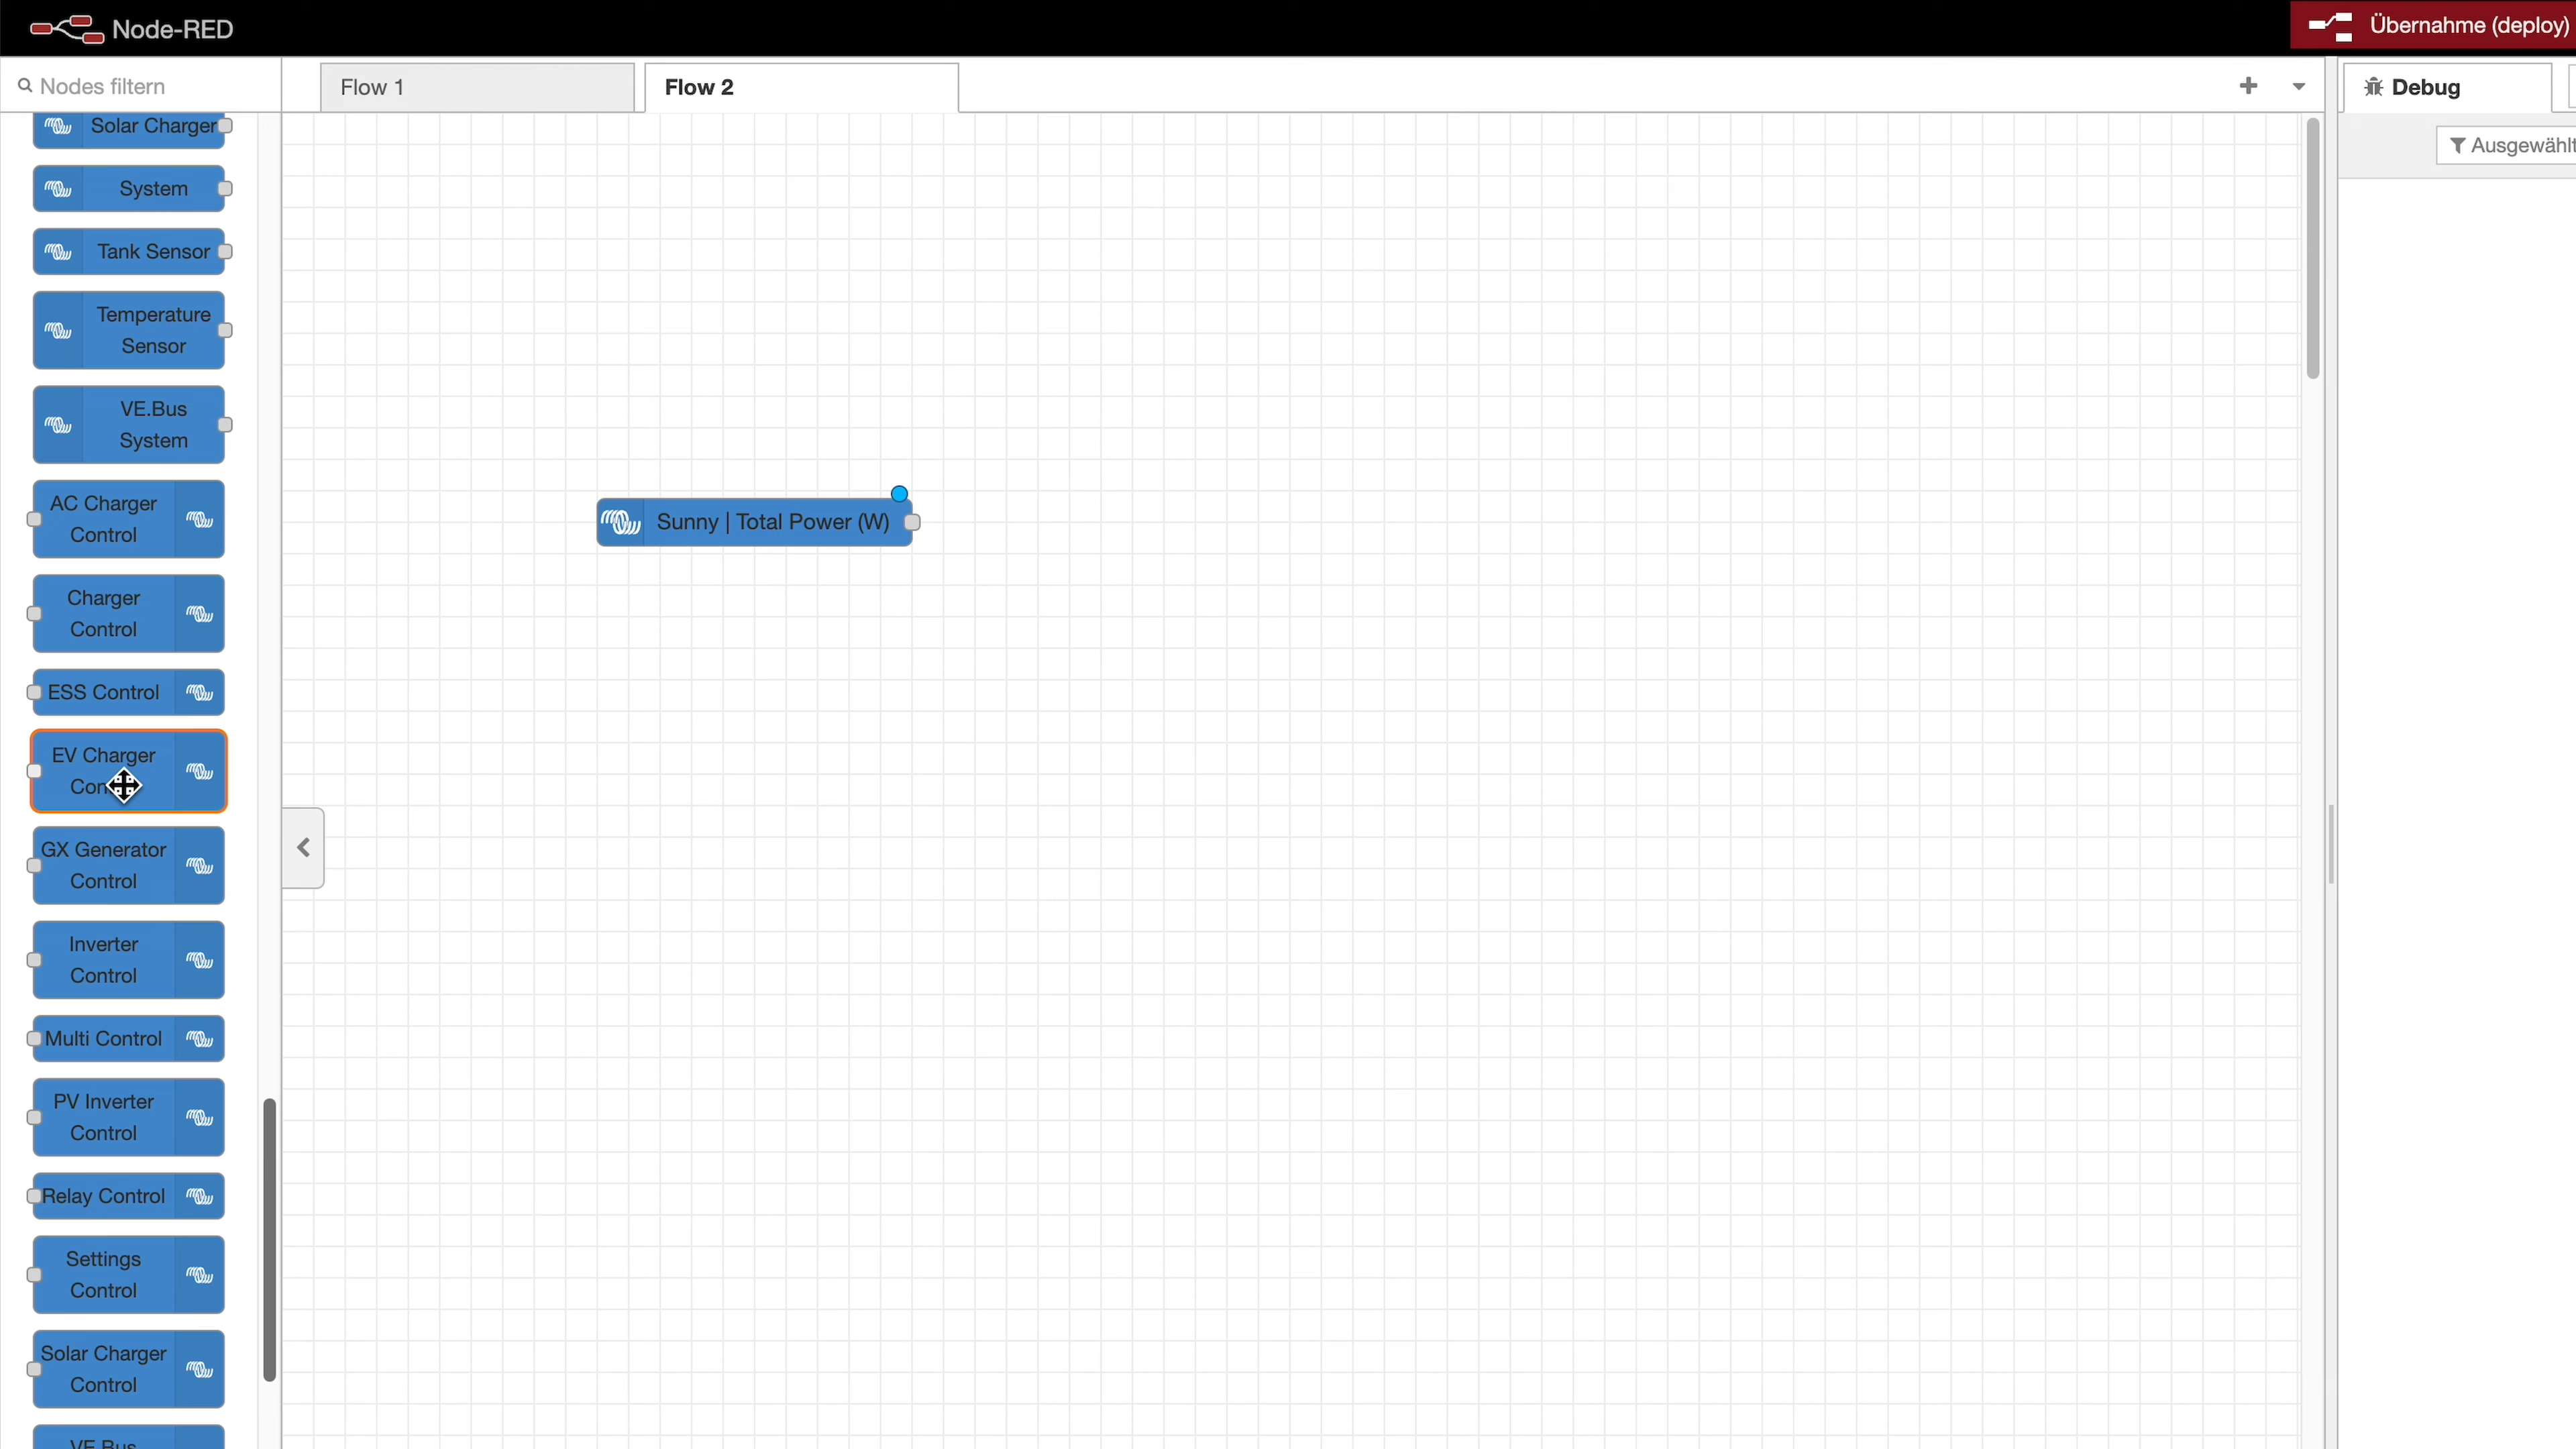 Node-RED
Übernahme (deploy)
Nodes filtern
Flow 1
Flow 2
Debug
Ausgewählt
Solar Charger
System
Tank Sensor
Temperature
Sensor
VE.Bus
System
AC Charger
Control
Charger
Control
ESS Control
EV Charger
GX Generator
Control
Inverter
Control
Multi Control
PV Inverter
Control
Relay Control
Settings
Control
Solar Charger
Control
VE.Bus
Sunny | Total Power (W)